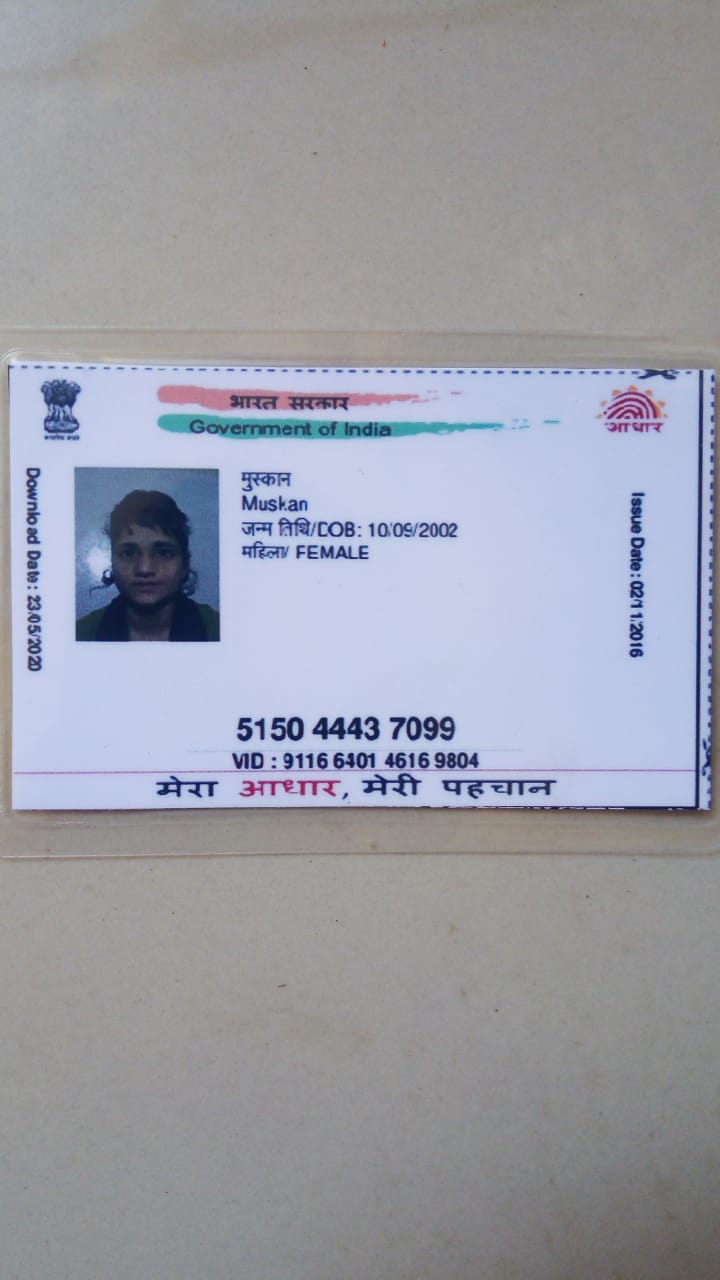 भारत सरकार
Government of India
आधार
Download Date: 23/05/2020
मुस्कान
Muskan
जन्म तिथि/DOB: 10/09/2002
महिला/ FEMALE
Issue Date: 02/11/2016
5150 4443 7099
VID : 9116 6401 4616 9804
मेरा आधार, मेरी पहचान